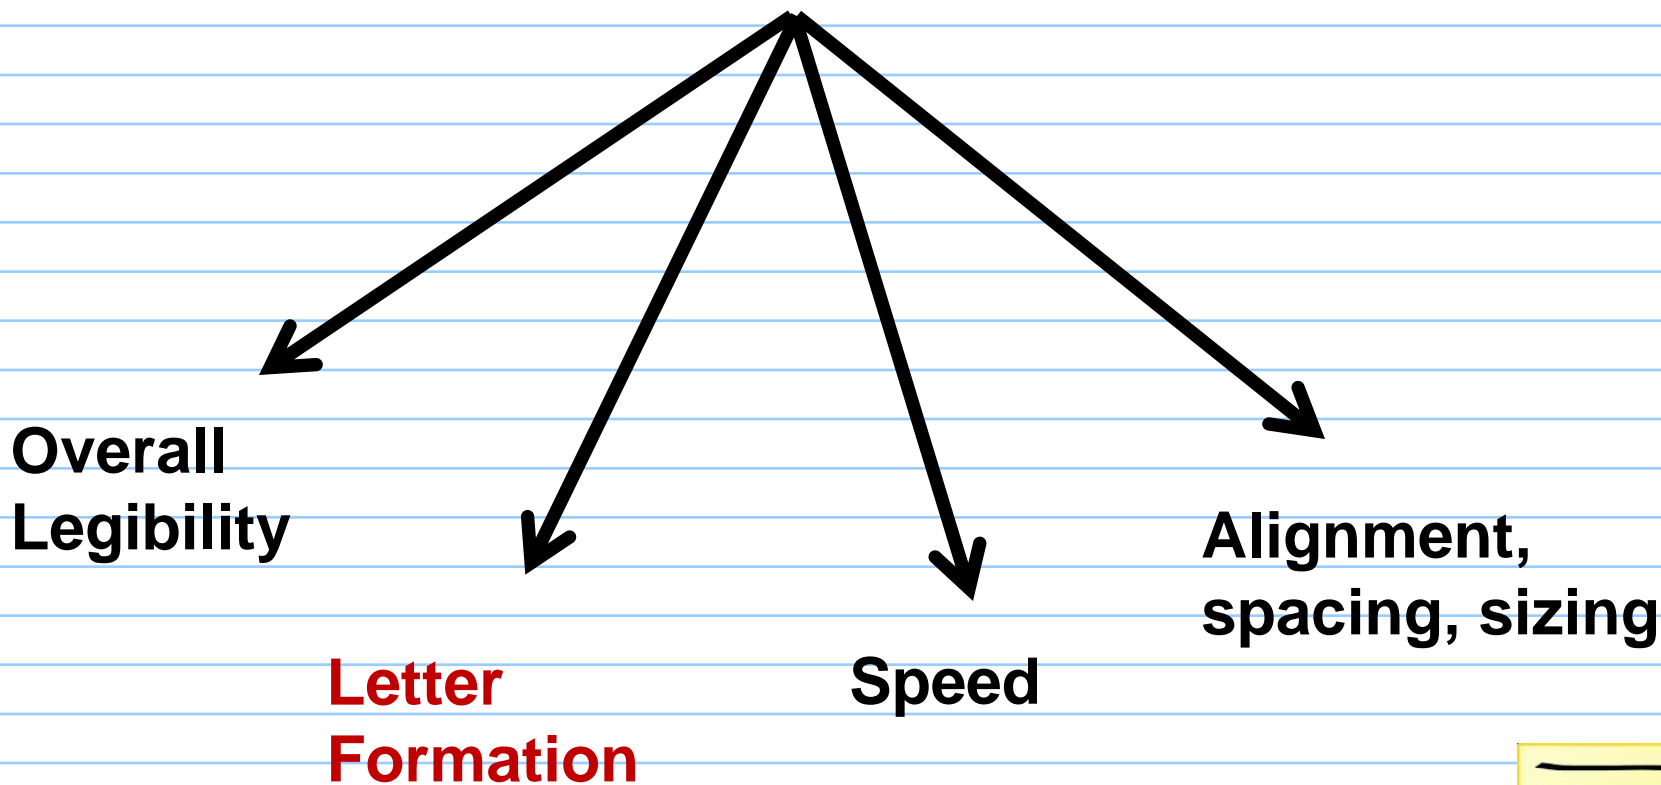 Overall
Legibility
Letter
Formation
Speed
Alignment,
spacing, sizing